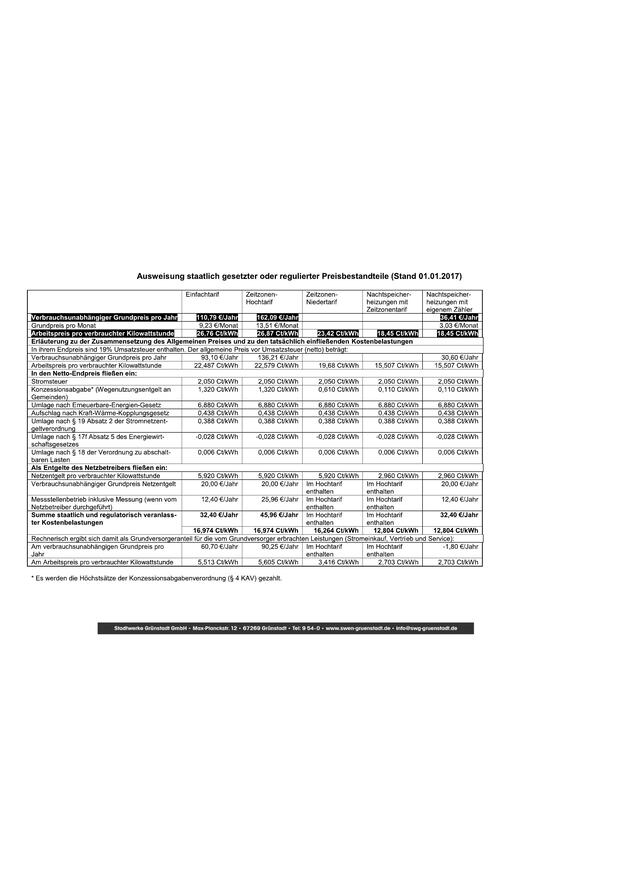 Ausweisung staatlich gesetzter oder regulierter Preisbestandteile (Stand 01.01.2017)
Einfachtarif Zeitzonen- Zeitzonen- Nachtspeicher- Nachtspeicher-
Hochtarif Niedertarif heizungen mit heizungen mit
Zeitzonentarif eigenem Zähler
Verbrauchsunabhängiger Grundpreis pro Jahr 110,79 €/Jahr 162,09 €/Jahr 36,41 €/Jahr
Grundpreis pro Monat 9,23 €/Monat 13,51 €/Monat 3,03 €/Monat
Arbeitspreis pro verbrauchter Kilowattstunde 26,76 Ct/kWh 26,87 Ct/kWh 23,42 Ct/kWh 18,45 Ct/kWh 18,45 Ct/kWh
Erläuterung zu der Zusammensetzung des Allgemeinen Preises und zu den tatsächlich einfließenden Kostenbelastungen
In ihrem Endpreis sind 19% Umsatzsteuer enthalten. Der allgemeine Preis vor Umsatzsteuer (netto) beträgt:
Verbrauchsunabhängiger Grundpreis pro Jahr 93,10 €/Jahr 136,21 €/Jahr 30,60 €/Jahr
Arbeitspreis pro verbrauchter Kilowattstunde 22,487 Ct/kWh 22,579 Ct/kWh 19,68 Ct/kWh 15,507 Ct/kWh 15,507 Ct/kWh
In den Netto-Endpreis fließen ein:
Stromsteuer 2,050 Ct/kWh 2,050 Ct/kWh 2,050 Ct/kWh 2,050 Ct/kWh 2,050 Ct/kWh
Konzessionsabgabe* (Wegenutzungsentgelt an 1,320 Ct/kWh 1,320 Ct/kWh 0,610 Ct/kWh 0,110 Ct/kWh 0,110 Ct/kWh
Gemeinden)
Umlage nach Erneuerbare-Energien-Gesetz 6,880 Ct/kWh 6,880 Ct/kWh 6,880 Ct/kWh 6,880 Ct/kWh 6,880 Ct/kWh
Aufschlag nach Kraft-Wärme-Kopplungsgesetz 0,438 Ct/kWh 0,438 Ct/kWh 0,438 Ct/kWh 0,438 Ct/kWh 0,438 Ct/kWh
Umlage nach § 19 Absatz 2 der Stromnetzent- 0,388 Ct/kWh 0,388 Ct/kWh 0,388 Ct/kWh 0,388 Ct/kWh 0,388 Ct/kWh
geltverordnung
Umlage nach § 17f Absatz 5 des Energiewirt- -0,028 Ct/kWh -0,028 Ct/kWh -0,028 Ct/kWh -0,028 Ct/kWh -0,028 Ct/kWh
schaftsgesetzes
Umlage nach § 18 der Verordnung zu abschalt- 0,006 Ct/kWh 0,006 Ct/kWh 0,006 Ct/kWh 0,006 Ct/kWh 0,006 Ct/kWh
baren Lasten
Als Entgelte des Netzbetreibers fließen ein:
Netzentgelt pro verbrauchter Kilowattstunde 5,920 Ct/kWh 5,920 Ct/kWh 5,920 Ct/kWh 2,960 Ct/kWh 2,960 Ct/kWh
Verbrauchsunabhängiger Grundpreis Netzentgelt 20,00 €/Jahr 20,00 €/Jahr Im Hochtarif Im Hochtarif 20,00 €/Jahr
enthalten enthalten
Messstellenbetrieb inklusive Messung (wenn vom 12,40 €/Jahr 25,96 €/Jahr Im Hochtarif Im Hochtarif 12,40 €/Jahr
Netzbetreiber durchgeführt) enthalten enthalten
Summe staatlich und regulatorisch veranlass- 32,40 €/Jahr 45,96 €/Jahr Im Hochtarif Im Hochtarif 32,40 €/Jahr
ter Kostenbelastungen enthalten enthalten
16,974 Ct/kWh 16,974 Ct/kWh 16,264 Ct/kWh 12,804 Ct/kWh 12,804 Ct/kWh
Rechnerisch ergibt sich damit als Grundversorgeranteil für die vom Grundversorger erbrachten Leistungen (Stromeinkauf, Vertrieb und Service):
Am verbrauchsunabhängigen Grundpreis pro 60,70 €/Jahr 90,25 €/Jahr Im Hochtarif Im Hochtarif -1,80 €/Jahr
Jahr enthalten enthalten
Am Arbeitspreis pro verbrauchter Kilowattstunde 5,513 Ct/kWh 5,605 Ct/kWh 3,416 Ct/kWh 2,703 Ct/kWh 2,703 Ct/kWh
* Es werden die Höchstsätze der Konzessionsabgabenverordnung (§ 4 KAV) gezahlt.
Stadtwerke Grünstadt GmbH • Max-Planckstr. 12 • 67269 Grünstadt • Tel: 9 54-0 • www.swen-gruenstadt.de • info@swg-gruenstadt.de